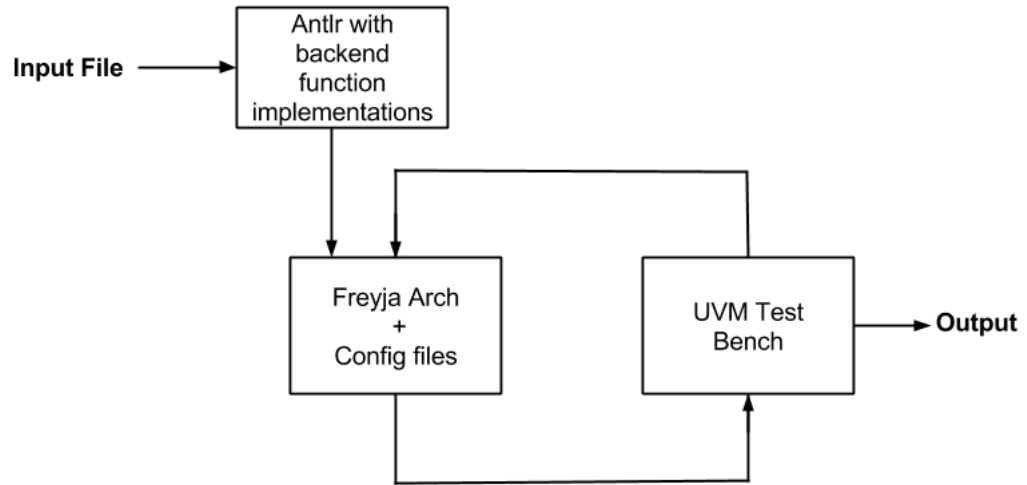 Antlr with
backend
function
implementations
Input File
Freyja Arch
+
Config files
UVM Test
Bench
Output